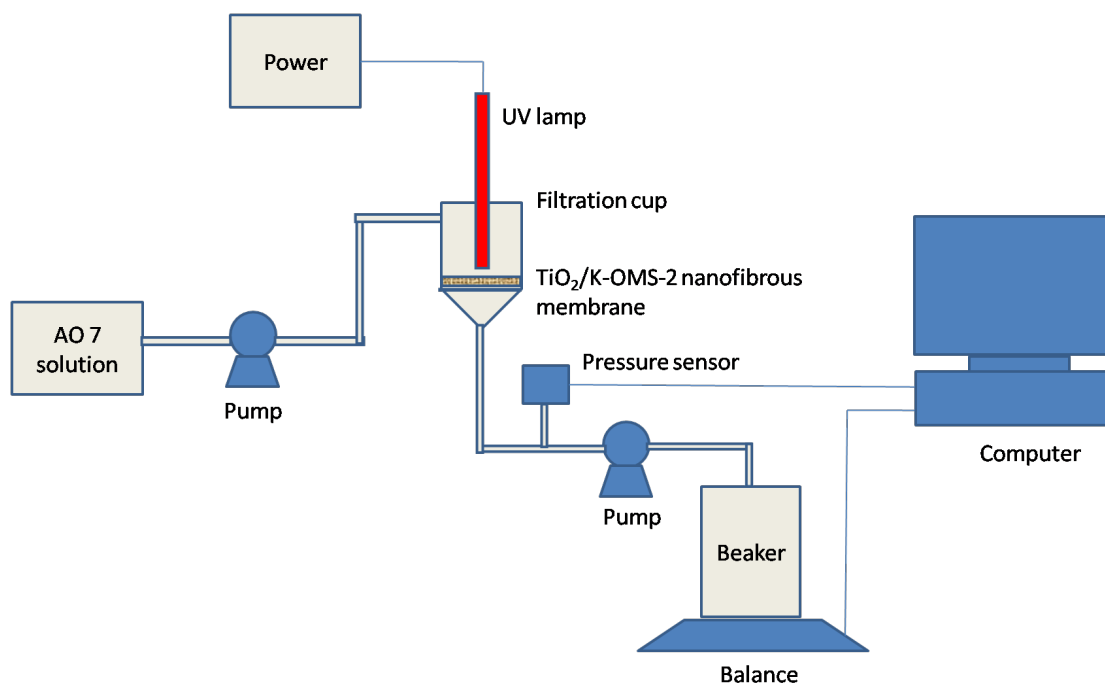 Power
UV lamp
Filtration cup
TiO₂/K-OMS-2 nanofibrous
membrane
AO 7
solution
Pump
Pressure sensor
Computer
Pump
Beaker
Balance